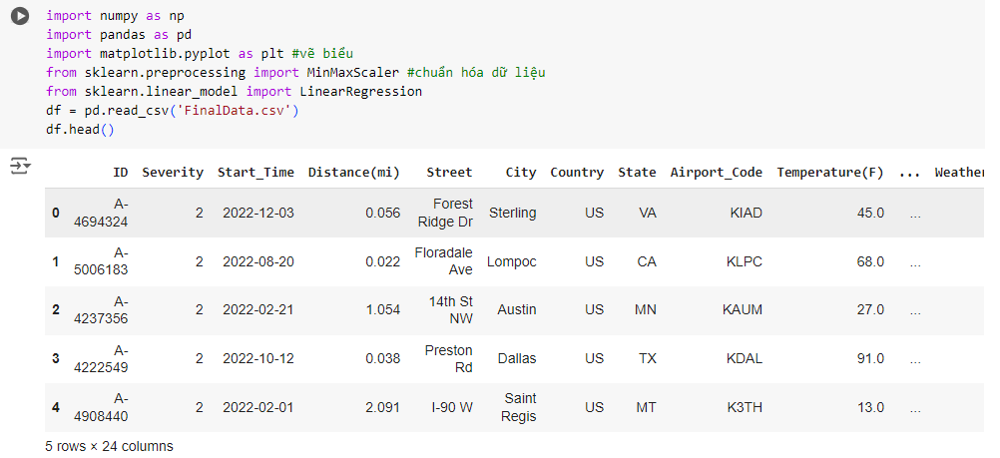 import numpy as np
import pandas as pd
import matplotlib.pyplot as plt #vẽ biểu
from sklearn.preprocessing import MinMaxScaler #chuẩn hóa dữ liệu
from sklearn.linear_model import LinearRegression
df = pd.read_csv('FinalData.csv')
df.head()
ID Severity Start_Time Distance(mi) Street City Country State Airport_Code Temperature(F) ... Weather
0 A-4694324 2 2022-12-03 0.056 Forest Ridge Dr Sterling US VA KIAD 45.0 ...
1 A-5006183 2 2022-08-20 0.022 Floradale Ave Lompoc US CA KLPC 68.0 ...
2 A-4237356 2 2022-02-21 1.054 14th St NW Austin US MN KAUM 27.0 ...
3 A-4222549 2 2022-10-12 0.038 Preston Rd Dallas US TX KDAL 91.0 ...
4 A-4908440 2 2022-02-01 2.091 I-90 W Saint Regis US MT K3TH 13.0 ...
5 rows × 24 columns